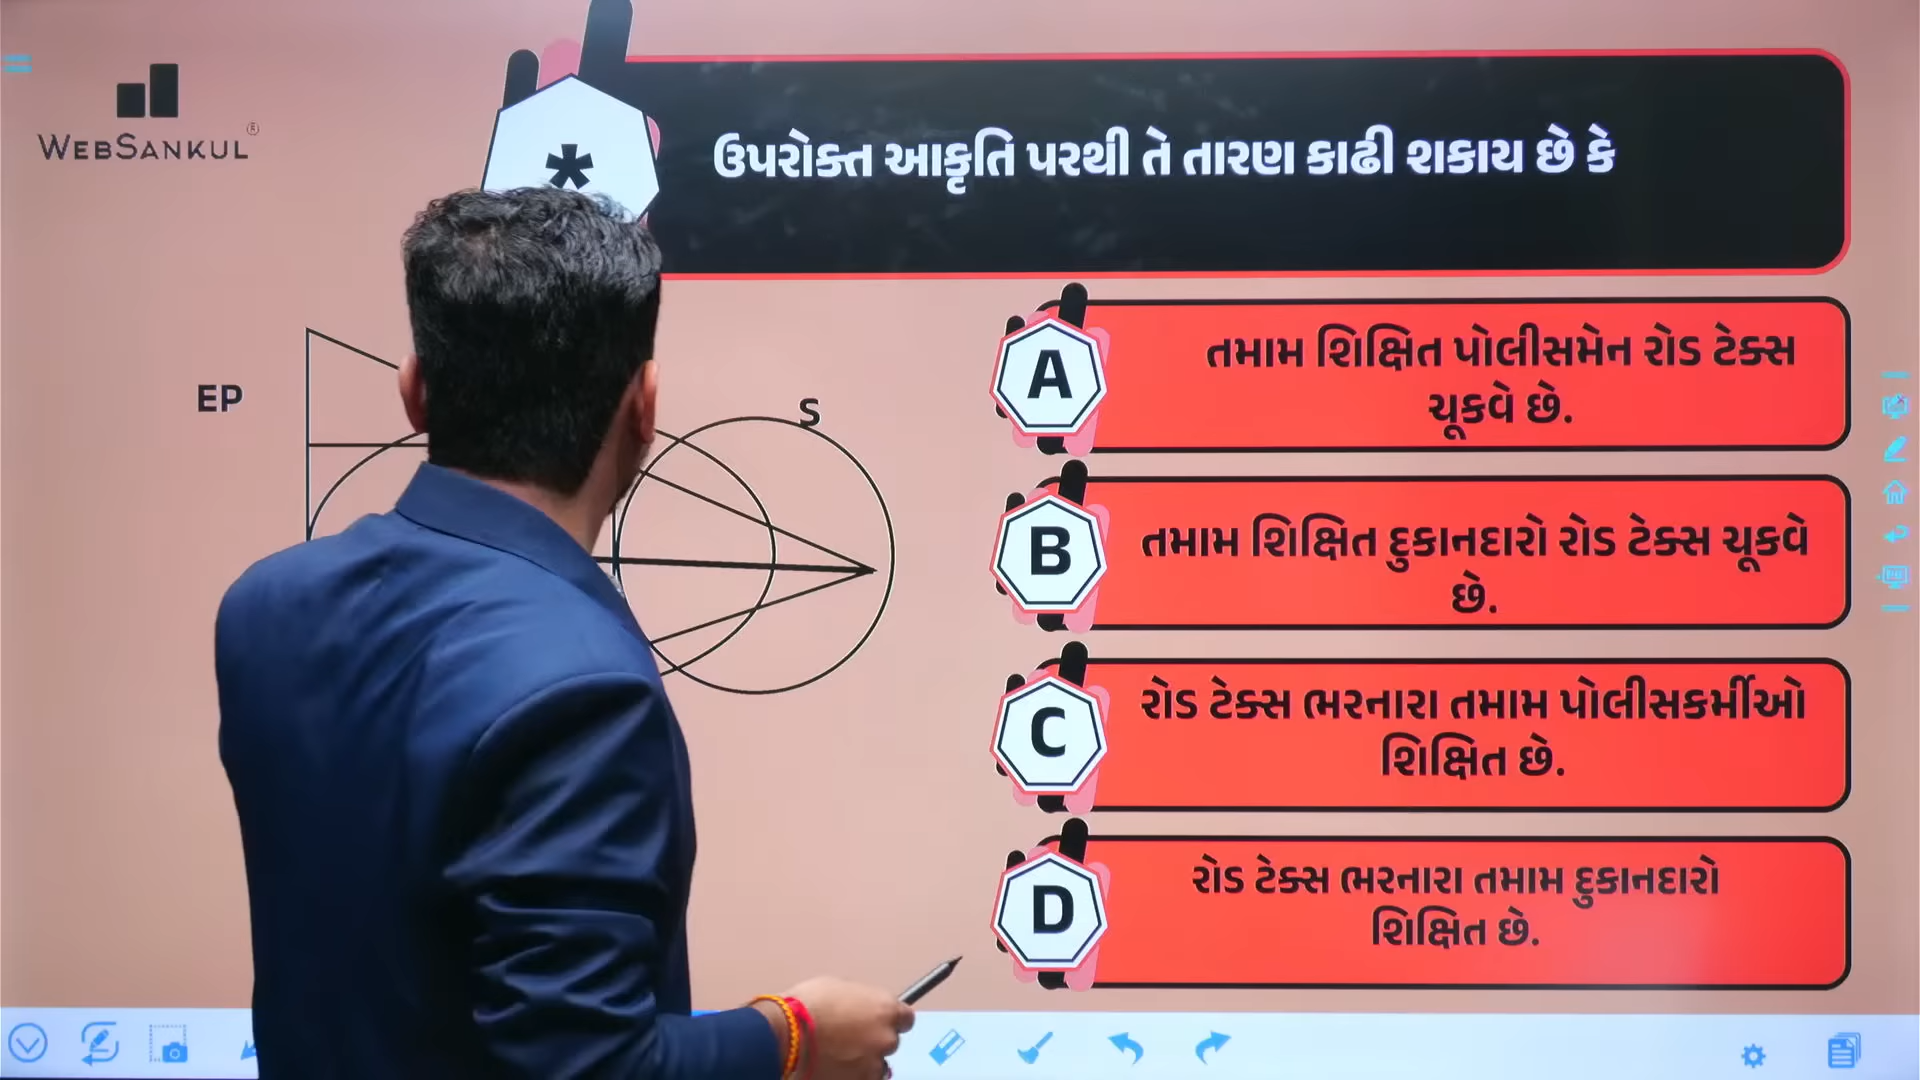 WEBSANKUL®
*
ઉપરોક્ત આકૃતિ પરથી તે તારણ કાઢી શકાય છે કે
EP
S
A
તમામ શિક્ષિત પોલીસમેન રોડ ટેક્સ
ચૂકવે છે.
B
તમામ શિક્ષિત દુકાનદારો રોડ ટેક્સ ચૂકવે
છે.
C
રોડ ટેક્સ ભરનારા તમામ પોલીસકર્મીઓ
શિક્ષિત છે.
D
રોડ ટેક્સ ભરનારા તમામ દુકાનદારો
શિક્ષિત છે.